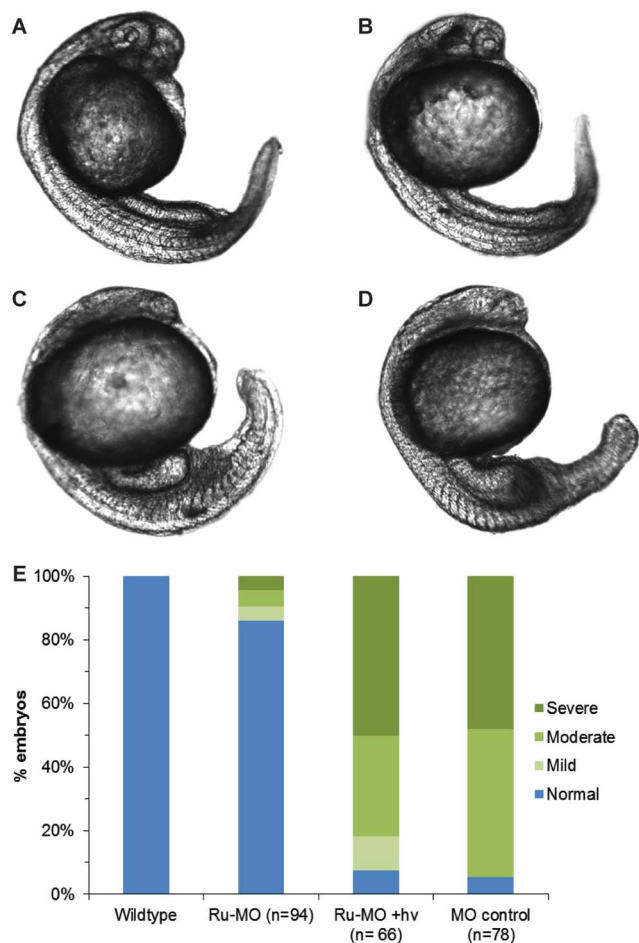 A
B
C
D
E
100%
80%
60%
40%
20%
0%
% embryos
Severe
Moderate
Mild
Normal
Wildtype
Ru-MO (n=94)
Ru-MO +hv
(n= 66)
MO control
(n=78)